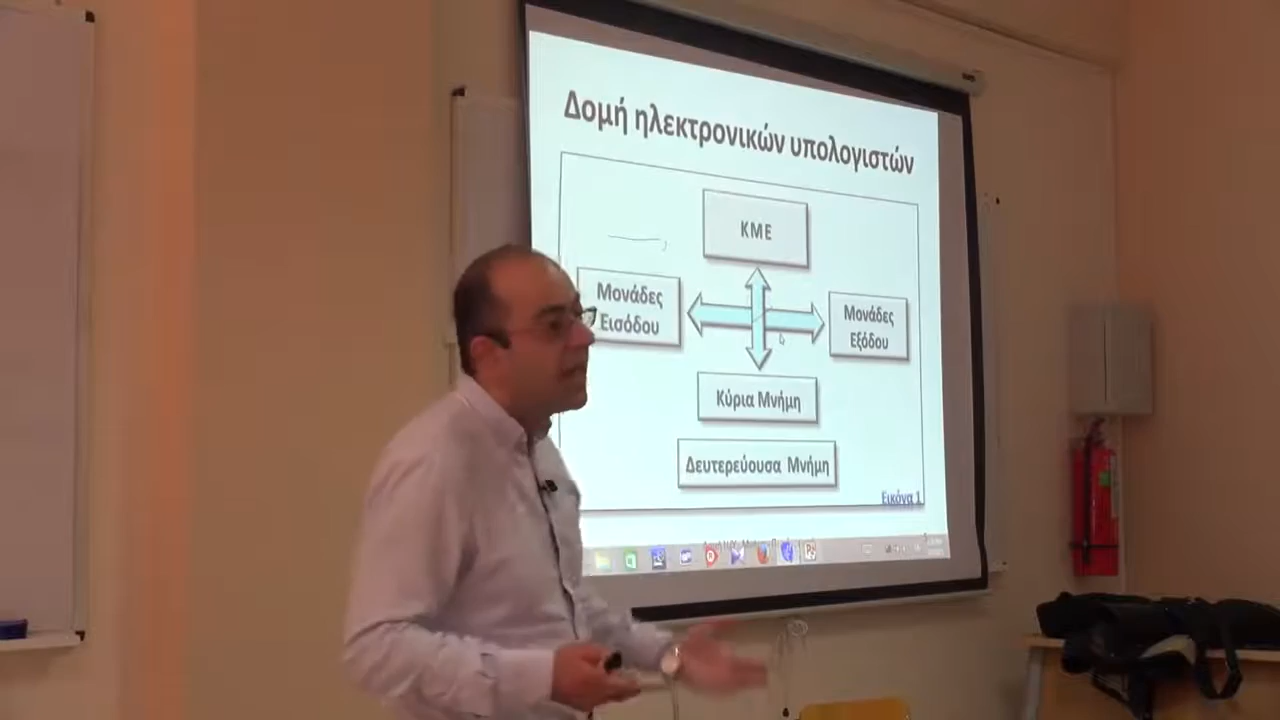 Δομή ηλεκτρονικών υπολογιστών
ΚΜΕ
Μονάδες
Εισόδου
Μονάδες
Εξόδου
Κύρια Μνήμη
Δευτερεύουσα Μνήμη
Εικόνα 1